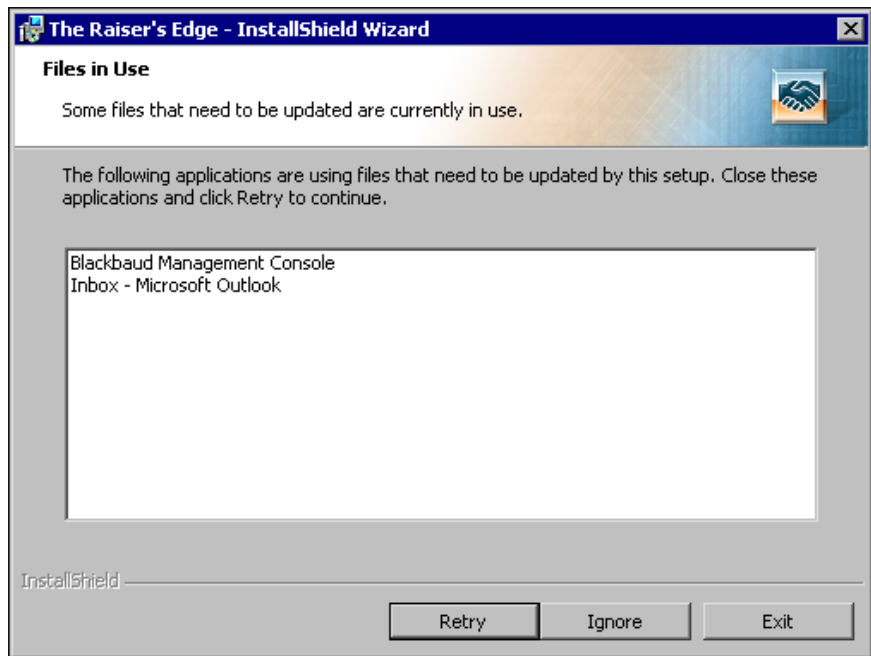 The Raiser's Edge - InstallShield Wizard
Files in Use
Some files that need to be updated are currently in use.
The following applications are using files that need to be updated by this setup. Close these
applications and click Retry to continue.
Blackbaud Management Console
Inbox - Microsoft Outlook
InstallShield
Retry
Ignore
Exit